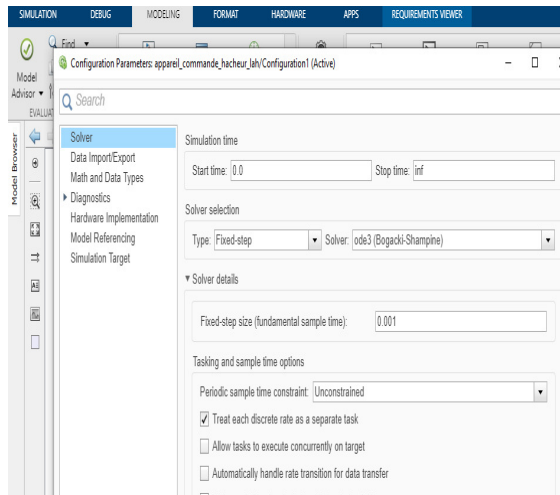 SIMULATION DEBUG MODELING FORMAT HARDWARE APPS REQUIREMENTS VIEWER
Find
Model
Advisor
EVALUAT
Model Browser
Configuration Parameters: appareil_commande_hacheur_lah/Configuration1 (Active)
Search
Solver
Data Import/Export
Math and Data Types
Diagnostics
Hardware Implementation
Model Referencing
Simulation Target
Simulation time
Start time: 0.0 Stop time: inf
Solver selection
Type: Fixed-step Solver: ode3 (Bogacki-Shampine)
Solver details
Fixed-step size (fundamental sample time): 0.001
Tasking and sample time options
Periodic sample time constraint: Unconstrained
Treat each discrete rate as a separate task
Allow tasks to execute concurrently on target
Automatically handle rate transition for data transfer